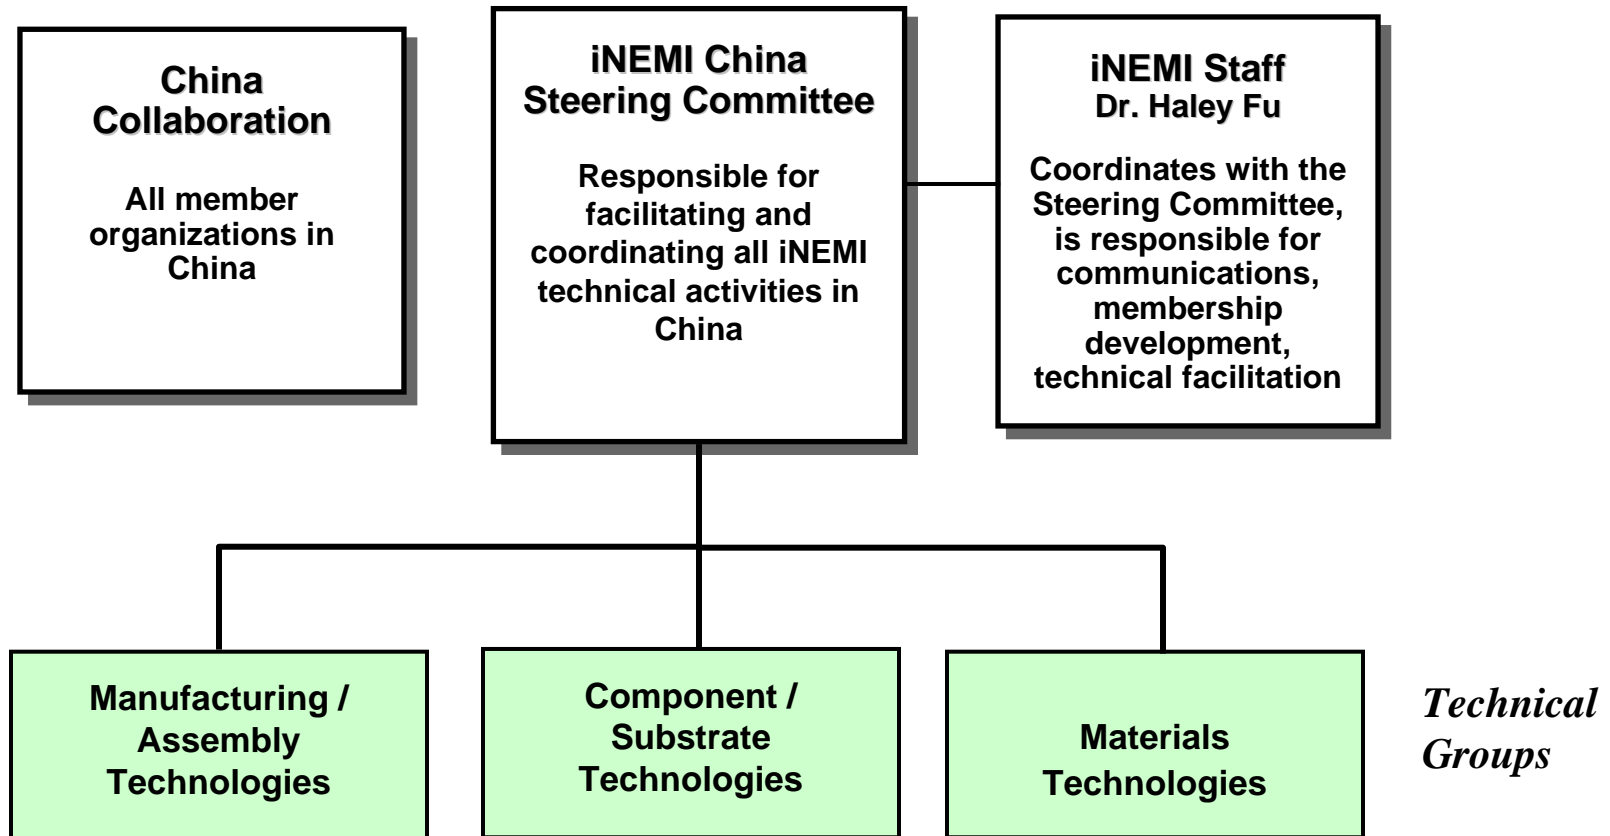 China
Collaboration
All member
organizations in
China
iNEMI China
Steering Committee
Responsible for
facilitating and
coordinating all iNEMI
technical activities in
China
iNEMI Staff
Dr. Haley Fu
Coordinates with the
Steering Committee,
is responsible for
communications,
membership
development,
technical facilitation
Manufacturing /
Assembly
Technologies
Component /
Substrate
Technologies
Materials
Technologies
Technical
Groups